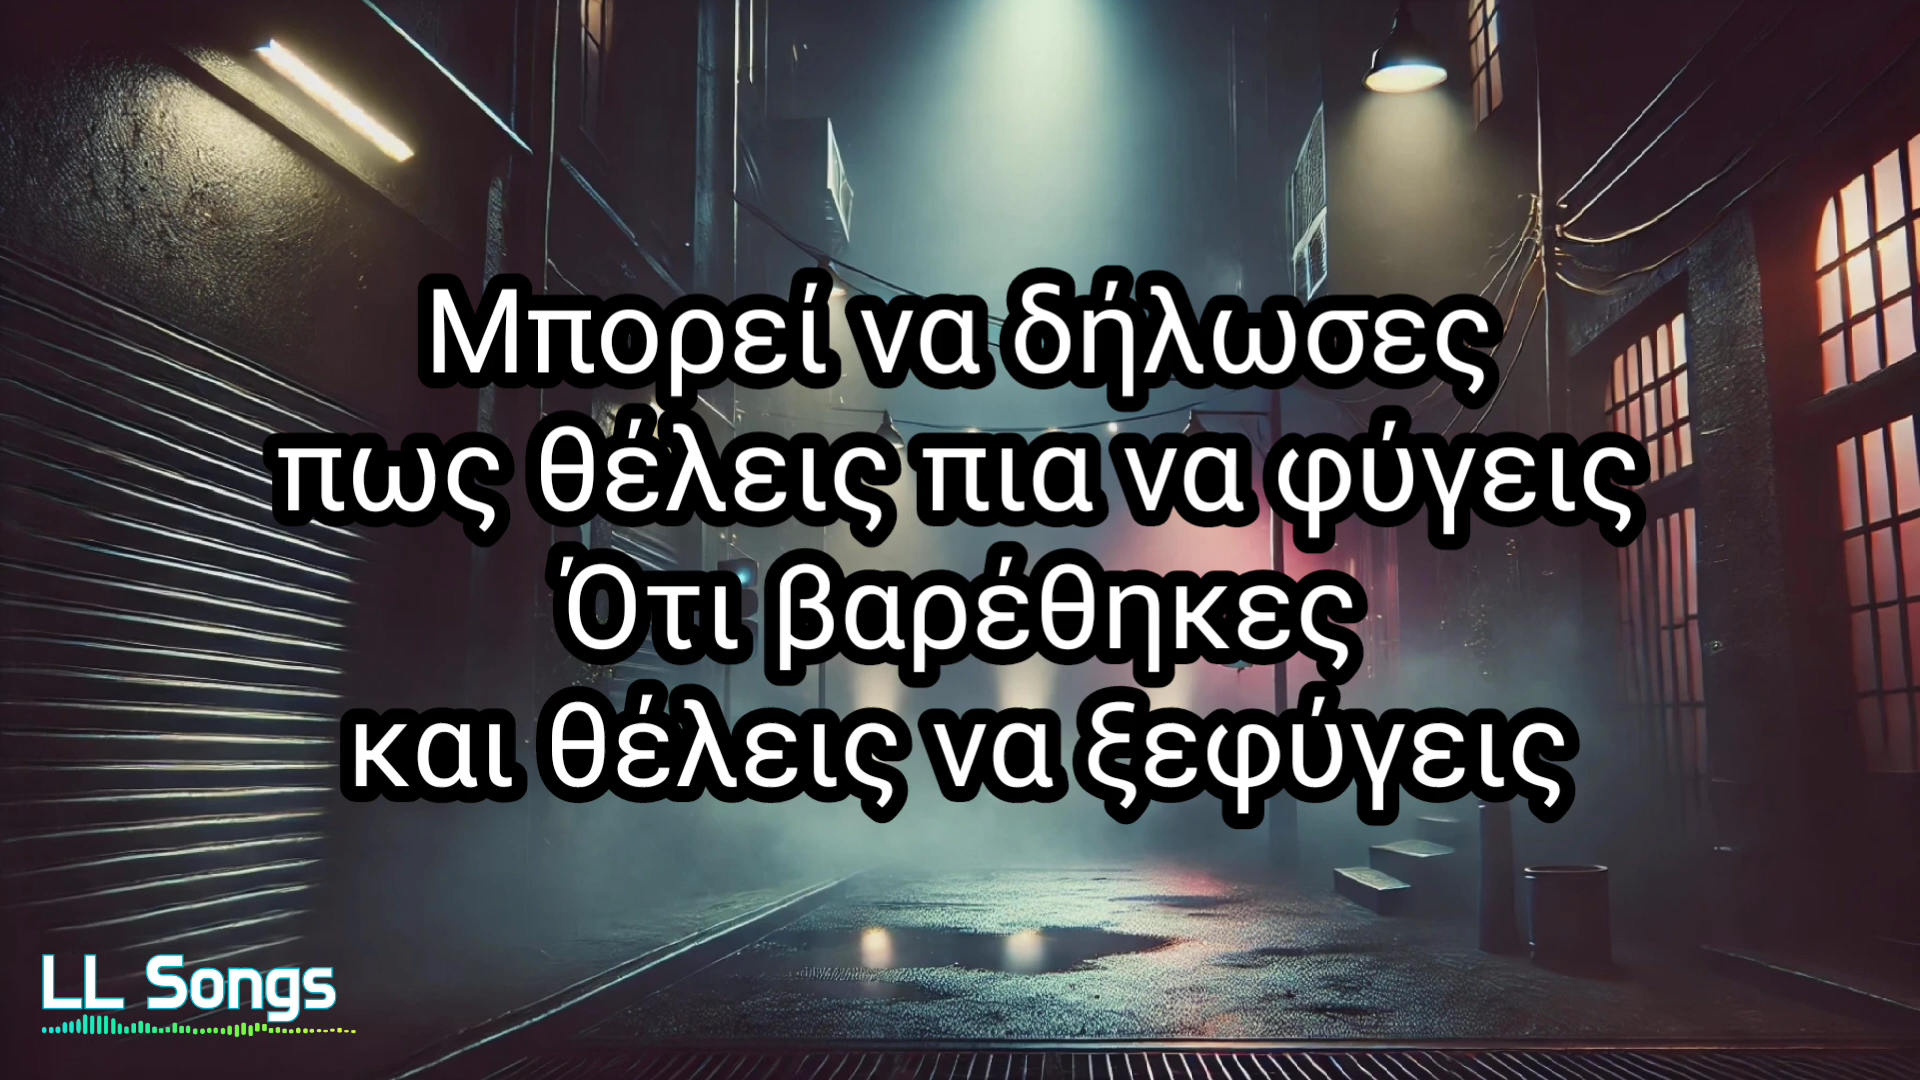 Μπορεί να δήλωσες
πως θέλεις πια να φύγεις
Ότι βαρέθηκες
και θέλεις να ξεφύγεις
LL Songs